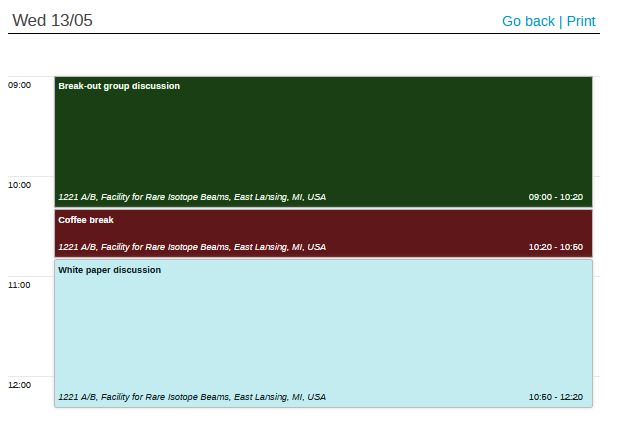 Wed 13/05
Go back | Print
09:00
Break-out group discussion
10:00
1221 A/B, Facility for Rare Isotope Beams, East Lansing, MI, USA
09:00 - 10:20
Coffee break
1221 A/B, Facility for Rare Isotope Beams, East Lansing, MI, USA
10:20 - 10:50
White paper discussion
11:00
12:00
1221 A/B, Facility for Rare Isotope Beams, East Lansing, MI, USA
10:50 - 12:20